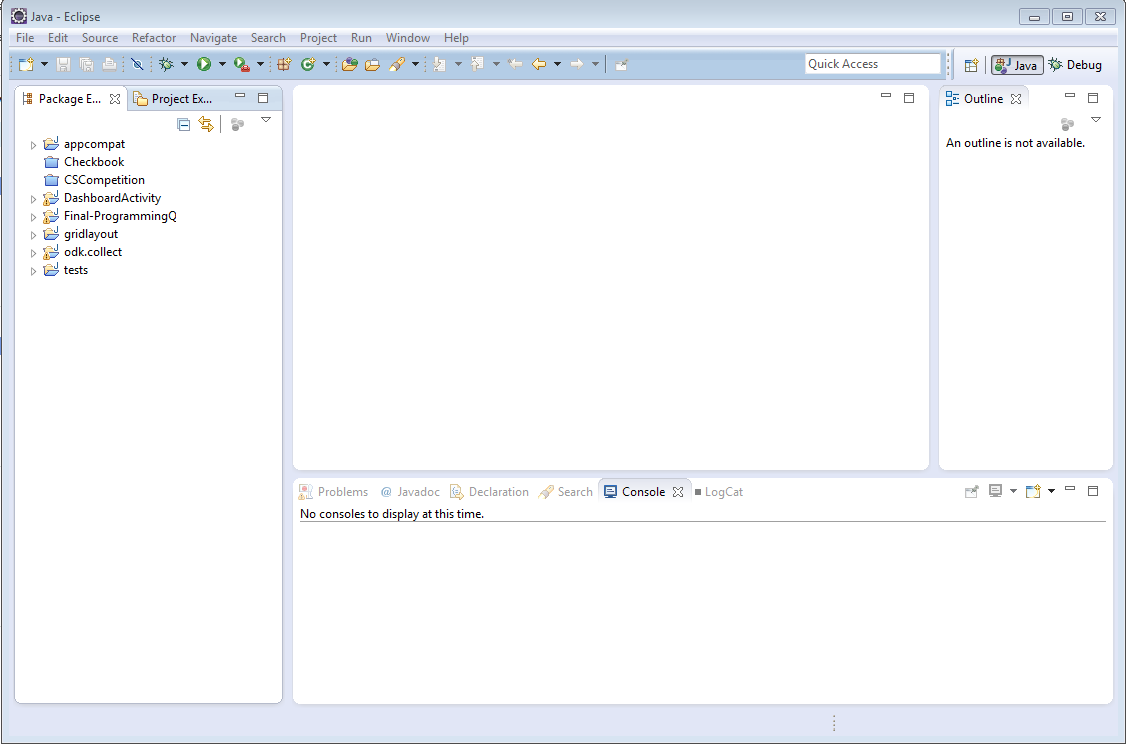 Java - Eclipse
File Edit Source Refactor Navigate Search Project Run Window Help
Quick Access
Java
Debug
Package E...
Project Ex...
appcompat
Checkbook
CSCompetition
DashboardActivity
Final-ProgrammingQ
gridlayout
odk.collect
tests
Outline
An outline is not available.
Problems @ Javadoc Declaration Search Console LogCat
No consoles to display at this time.